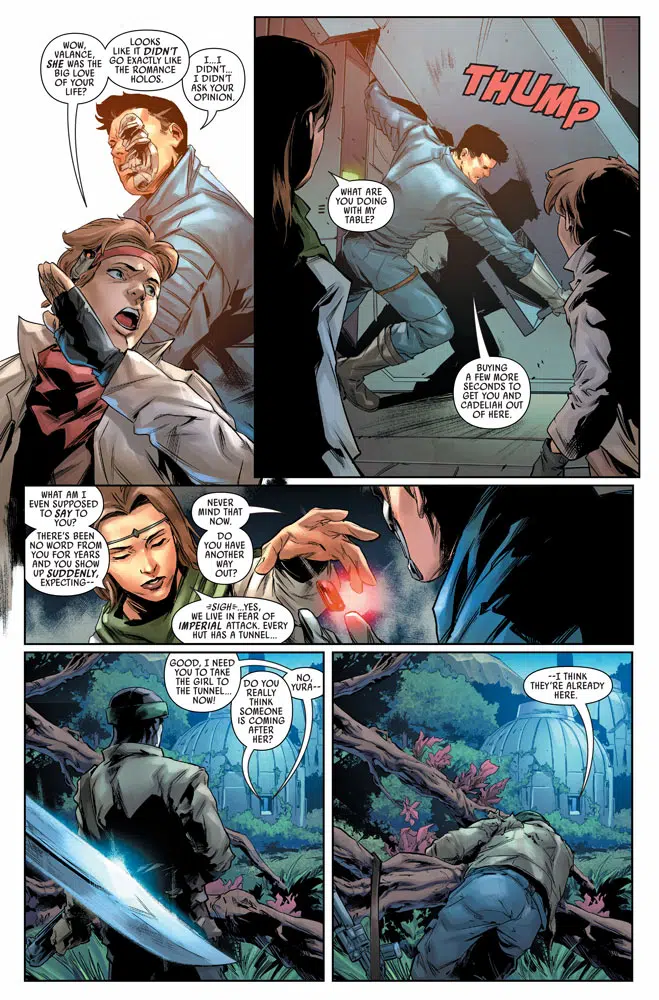 WOW,
VALANCE,
SHE WAS THE
BIG LOVE
OF YOUR
LIFE?
LOOKS
LIKE IT DIDN'T
GO EXACTLY LIKE
THE ROMANCE
HOLOS.
I...I
DIDN'T...
I DIDN'T
ASK YOUR
OPINION.
THUMP
WHAT ARE
YOU DOING
WITH MY
TABLE?
BUYING
A FEW MORE
SECONDS TO
GET YOU AND
CADELIAH OUT
OF HERE.
WHAT AM I
EVEN SUPPOSED
TO SAY TO
YOU?
THERE'S BEEN
NO WORD FROM
YOU FOR YEARS
AND YOU SHOW
UP SUDDENLY,
EXPECTING--
NEVER
MIND THAT
NOW.
DO YOU
HAVE
ANOTHER
WAY
OUT?
SIGH...YES,
WE LIVE IN FEAR OF
IMPERIAL ATTACK. EVERY
HUT HAS A TUNNEL...
GOOD, I NEED
YOU TO TAKE
THE GIRL TO
THE TUNNEL...
NOW!
DO YOU
REALLY
THINK
SOMEONE
IS COMING
AFTER
HER?
NO,
YURA--
--I THINK
THEY'RE ALREADY
HERE.